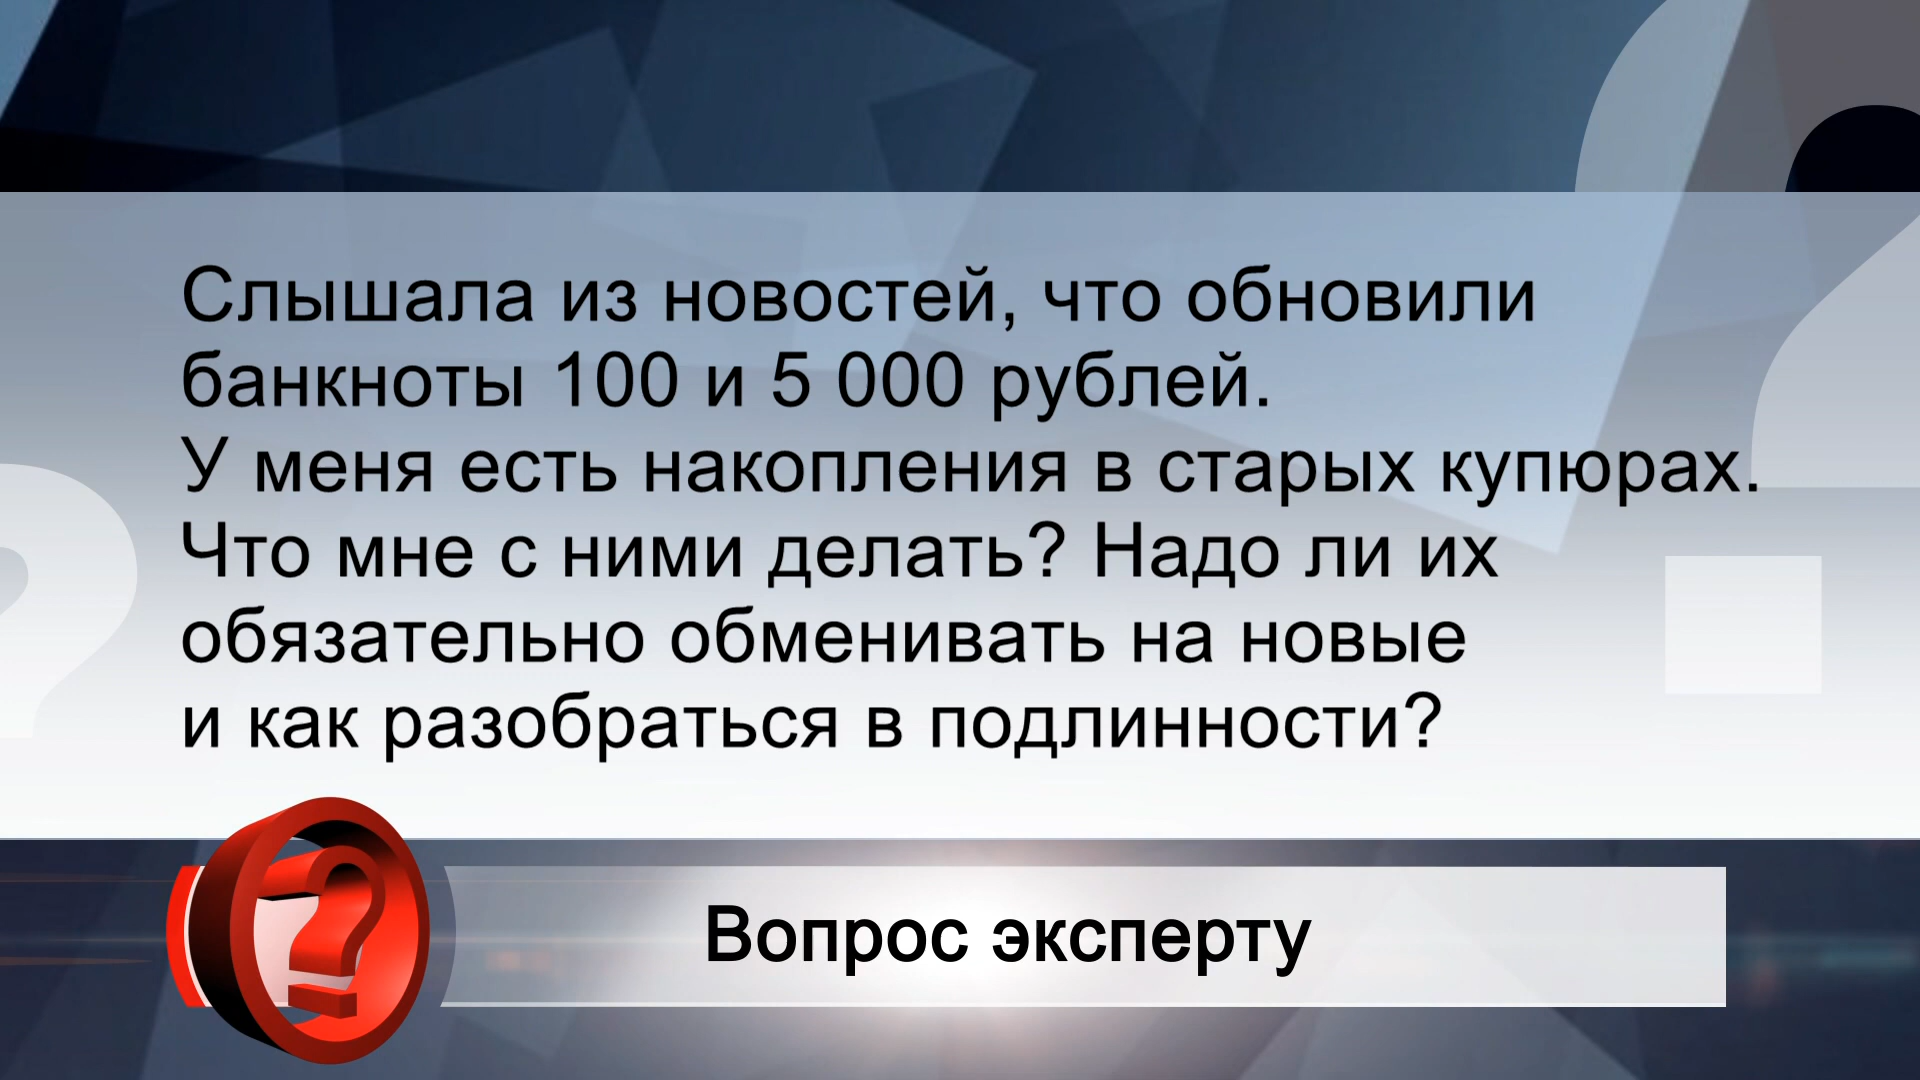 Слышала из новостей, что обновили
банкноты 100 и 5 000 рублей.
У меня есть накопления в старых купюрах.
Что мне с ними делать? Надо ли их
обязательно обменивать на новые
и как разобраться в подлинности?
Вопрос эксперту